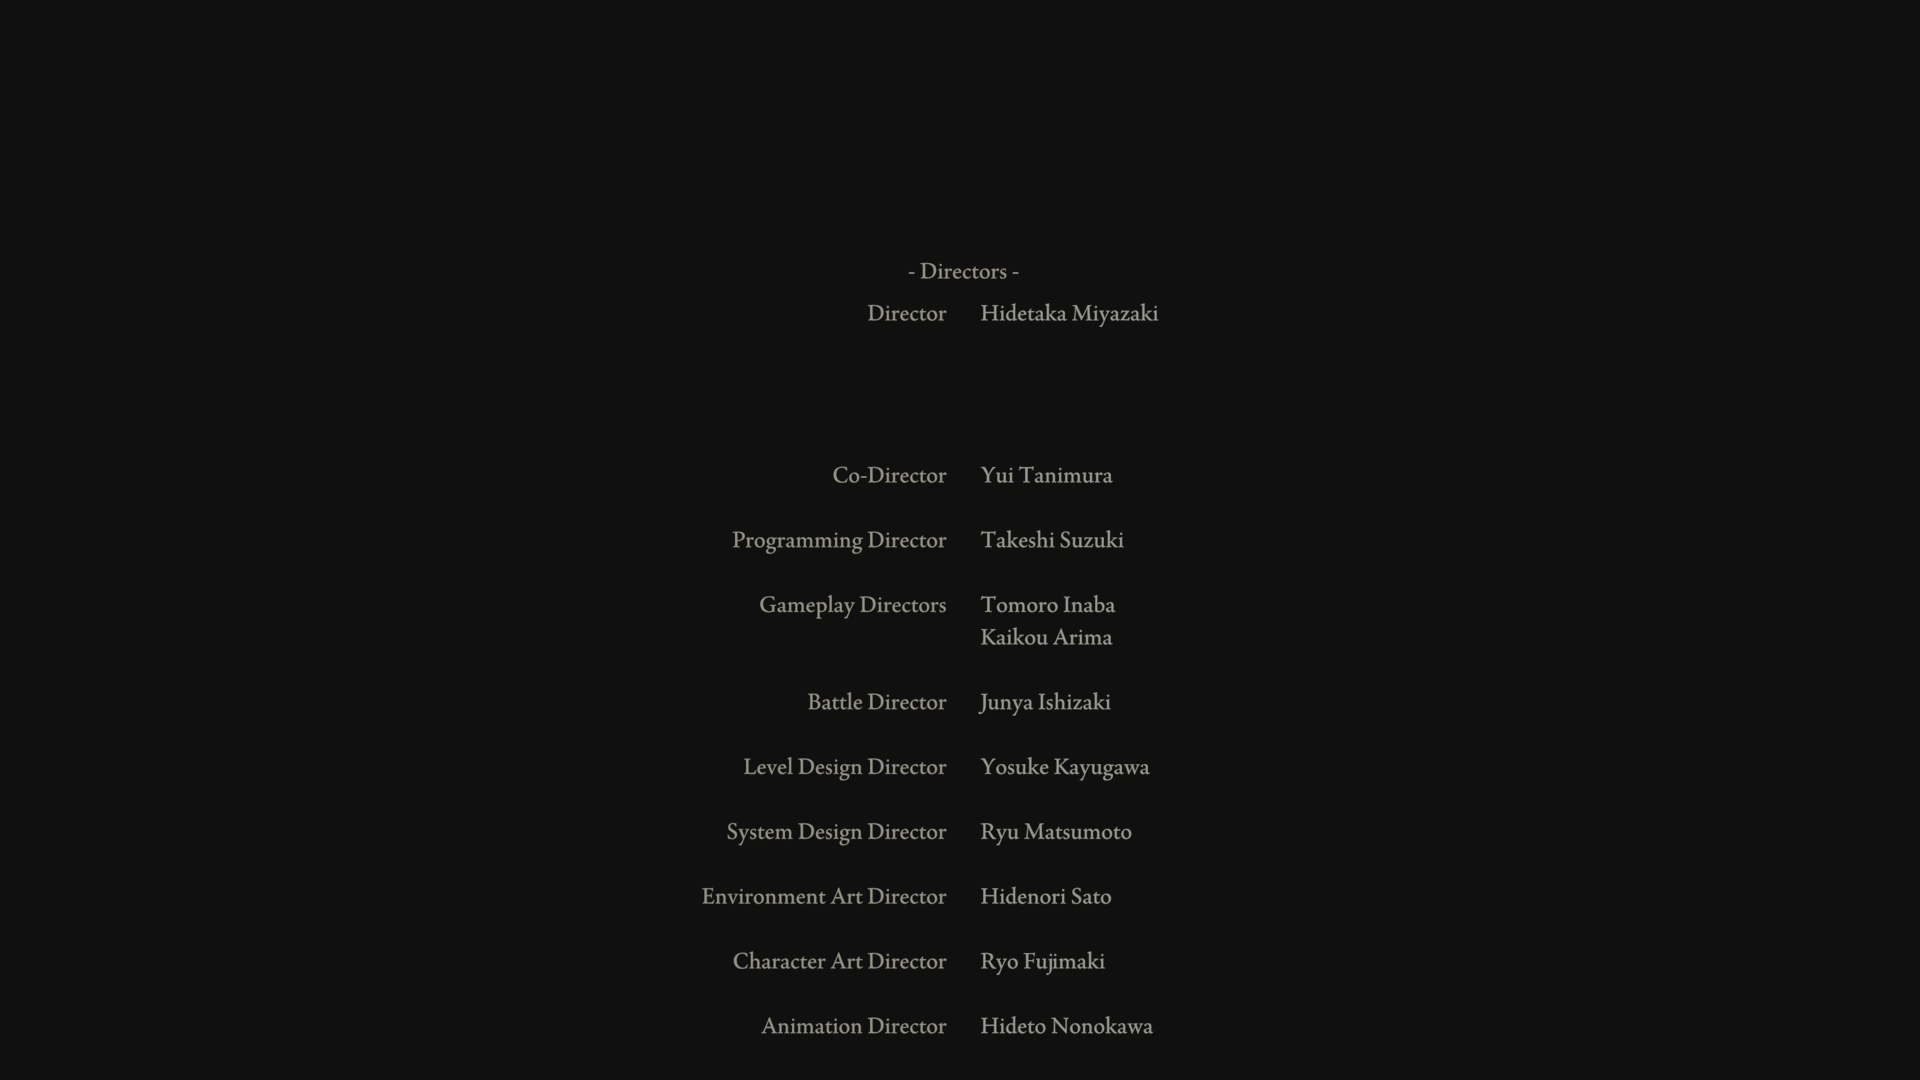 - Directors -
Director Hidetaka Miyazaki
Co-Director Yui Tanimura
Programming Director Takeshi Suzuki
Gameplay Directors Tomoro Inaba
Kaikou Arima
Battle Director Junya Ishizaki
Level Design Director Yosuke Kayugawa
System Design Director Ryu Matsumoto
Environment Art Director Hidenori Sato
Character Art Director Ryo Fujimaki
Animation Director Hideto Nonokawa